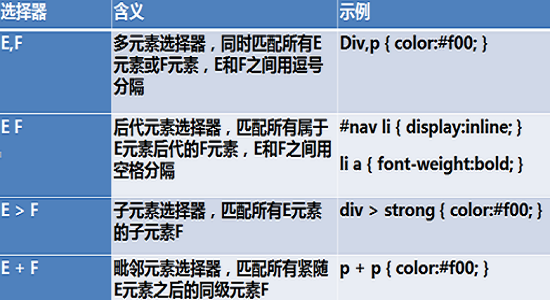 选择器 含义 示例
E,F 多元素选择器，同时匹配所有E Div,p { color:#f00; }
元素或F元素，E和F之间用逗号
分隔
E F 后代元素选择器，匹配所有属于 #nav li { display:inline; }
E元素后代的F元素，E和F之间用
空格分隔 li a { font-weight:bold; }
E > F 子元素选择器，匹配所有E元素 div > strong { color:#f00; }
的子元素F
E + F 毗邻元素选择器，匹配所有紧随 p + p { color:#f00; }
E元素之后的同级元素F